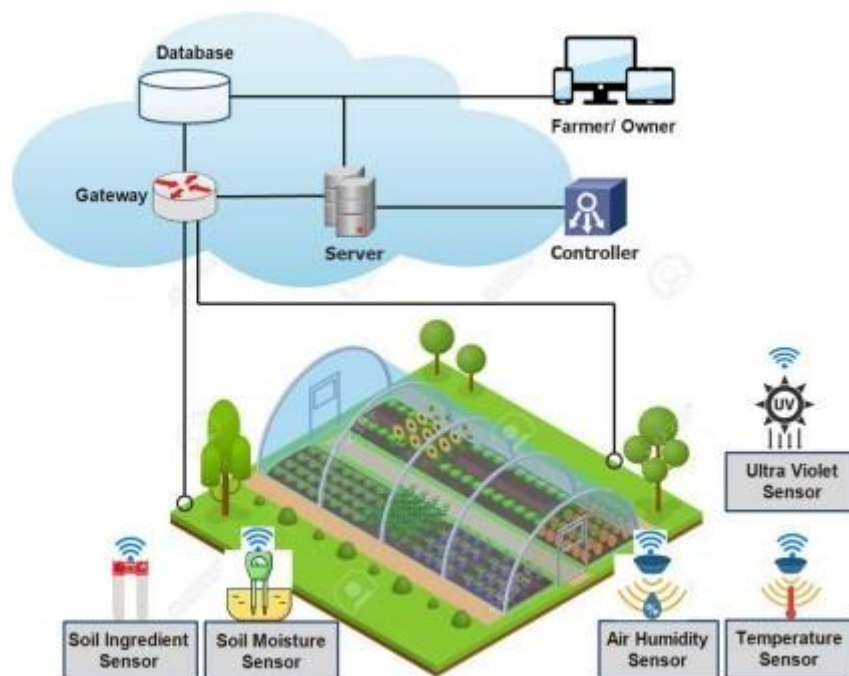 Database
Farmer/ Owner
Gateway
Server
Controller
UV
Ultra Violet
Sensor
Soil Ingredient
Sensor
Soil Moisture
Sensor
%
Air Humidity
Sensor
Temperature
Sensor